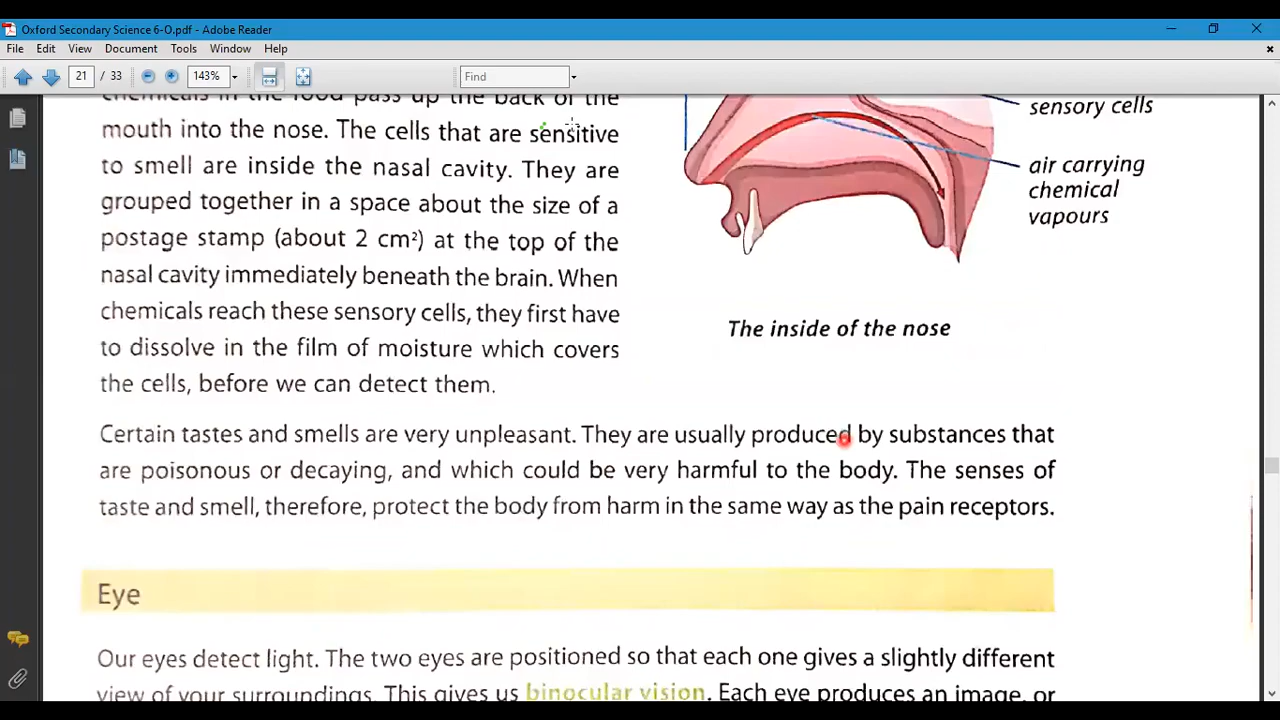 Oxford Secondary Science 6-O.pdf - Adobe Reader
File Edit View Document Tools Window Help
21 / 33 143% Find
chemicals in the food pass up the back of the
mouth into the nose. The cells that are sensitive
to smell are inside the nasal cavity. They are
grouped together in a space about the size of a
postage stamp (about 2 cm²) at the top of the
nasal cavity immediately beneath the brain. When
chemicals reach these sensory cells, they first have
to dissolve in the film of moisture which covers
the cells, before we can detect them.
sensory cells
air carrying
chemical
vapours
The inside of the nose
Certain tastes and smells are very unpleasant. They are usually produced by substances that
are poisonous or decaying, and which could be very harmful to the body. The senses of
taste and smell, therefore, protect the body from harm in the same way as the pain receptors.
Eye
Our eyes detect light. The two eyes are positioned so that each one gives a slightly different
view of your surroundings. This gives us binocular vision. Each eye produces an image, or